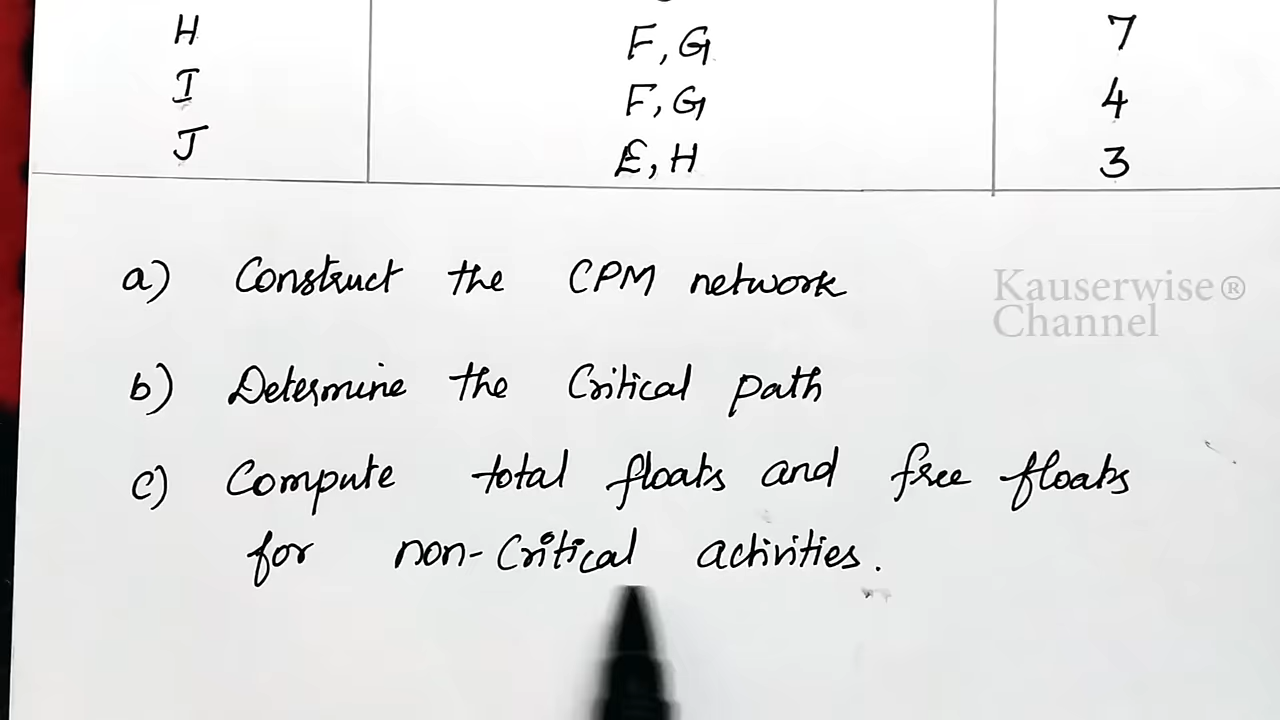 H F, G 7
I F, G 4
J E, H 3
a) Construct the CPM network
Kauserwise®
Channel
b) Determine the Critical path
c) Compute total floats and free floats
for non-Critical activities.